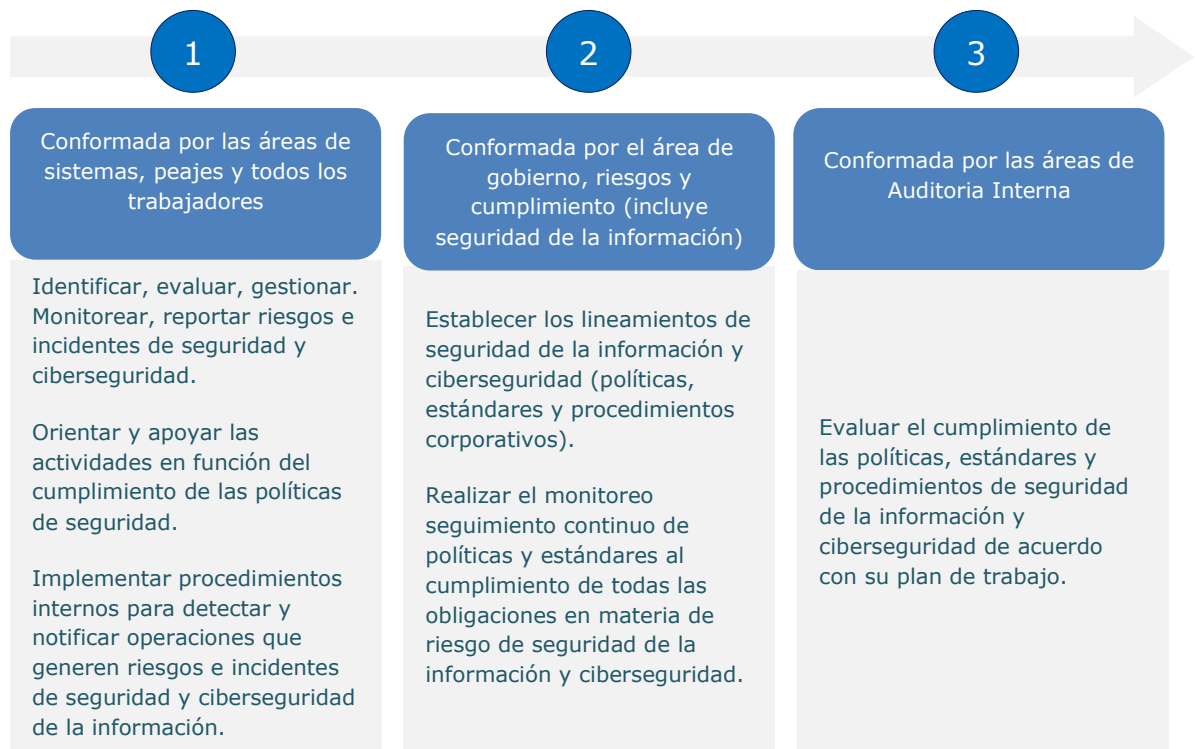 1
2
3
Conformada por las áreas de
sistemas, peajes y todos los
trabajadores
Identificar, evaluar, gestionar.
Monitorear, reportar riesgos e
incidentes de seguridad y
ciberseguridad.
Orientar y apoyar las
actividades en función del
cumplimiento de las políticas
de seguridad.
Implementar procedimientos
internos para detectar y
notificar operaciones que
generen riesgos e incidentes
de seguridad y ciberseguridad
de la información.
Conformada por el área de
gobierno, riesgos y
cumplimiento (incluye
seguridad de la información)
Establecer los lineamientos de
seguridad de la información y
ciberseguridad (políticas,
estándares y procedimientos
corporativos).
Realizar el monitoreo
seguimiento continuo de
políticas y estándares al
cumplimiento de todas las
obligaciones en materia de
riesgo de seguridad de la
información y ciberseguridad.
Conformada por las áreas de
Auditoria Interna
Evaluar el cumplimiento de
las políticas, estándares y
procedimientos de seguridad
de la información y
ciberseguridad de acuerdo
con su plan de trabajo.